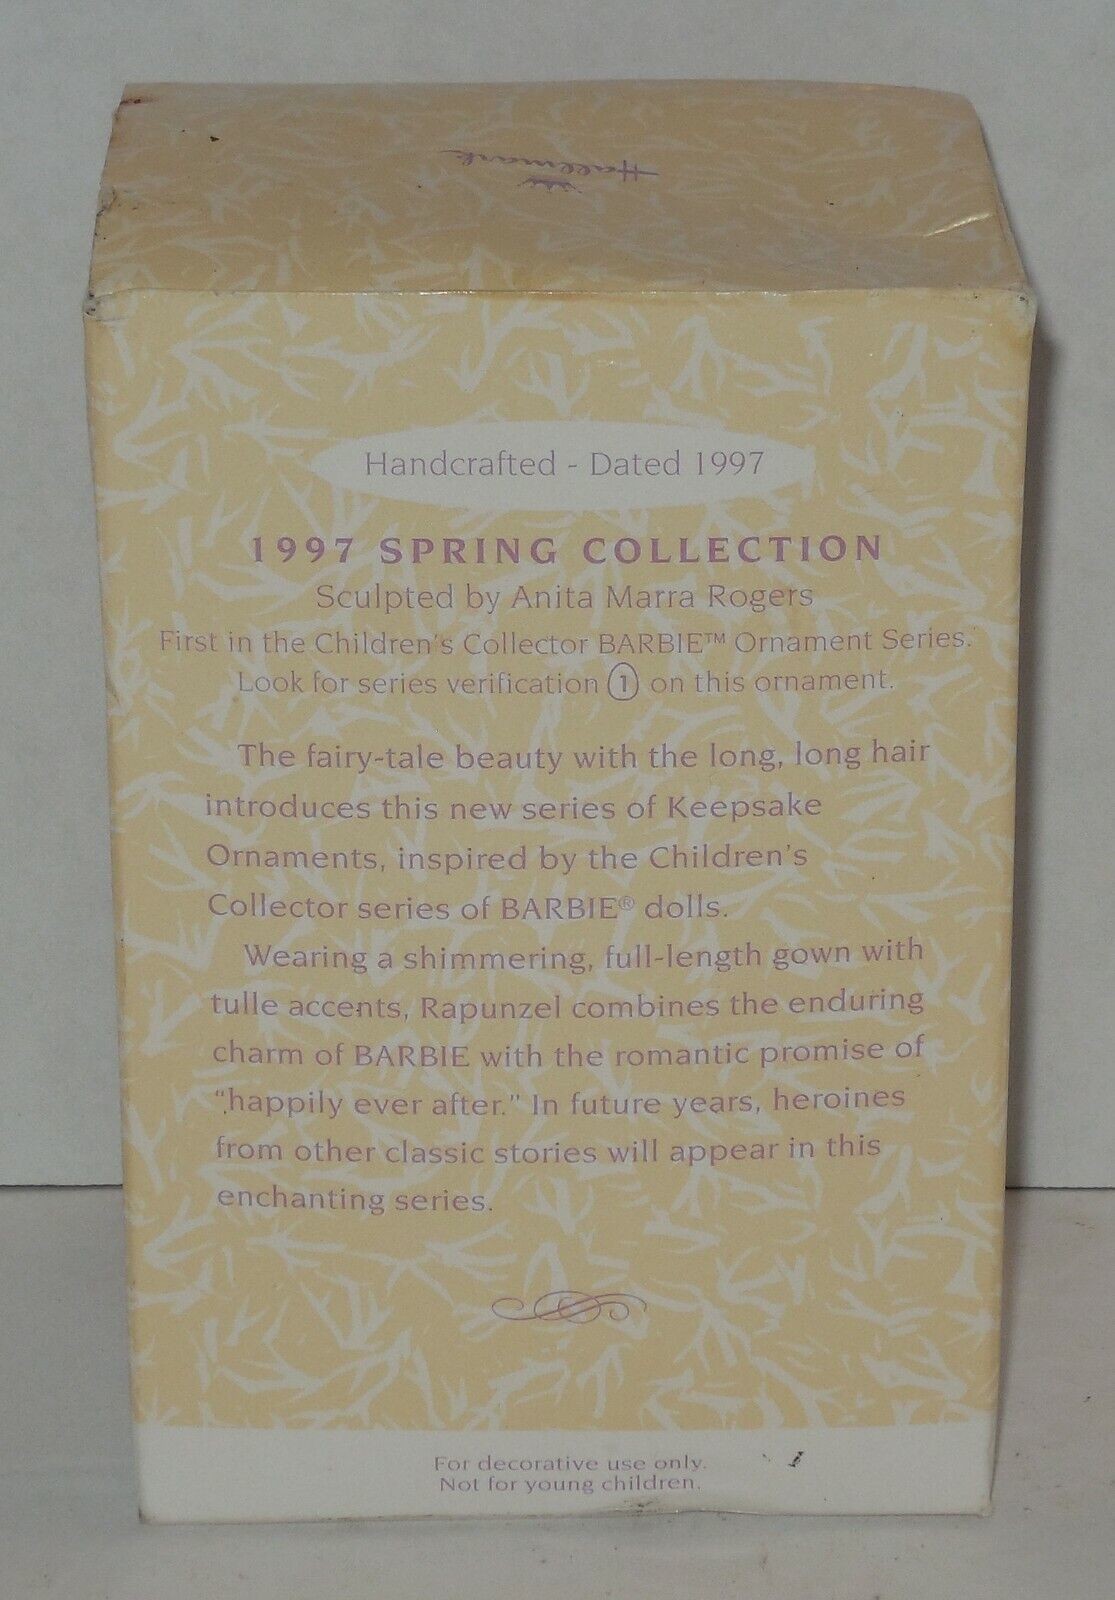 Hallmark
Handcrafted - Dated 1997
1997 SPRING COLLECTION
Sculpted by Anita Marra Rogers
First in the Children's Collector BARBIE™ Ornament Series.
Look for series verification 1 on this ornament.
The fairy-tale beauty with the long, long hair
introduces this new series of Keepsake
Ornaments, inspired by the Children's
Collector series of BARBIE® dolls.
Wearing a shimmering, full-length gown with
tulle accents, Rapunzel combines the enduring
charm of BARBIE with the romantic promise of
"happily ever after." In future years, heroines
from other classic stories will appear in this
enchanting series.
For decorative use only.
Not for young children.